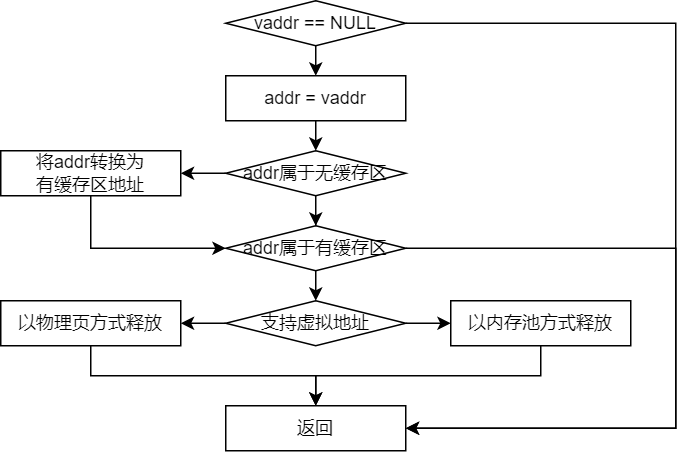 vaddr == NULL
addr = vaddr
将addr转换为
有缓存区地址
addr属于无缓存区
addr属于有缓存区
以物理页方式释放
支持虚拟地址
以内存池方式释放
返回